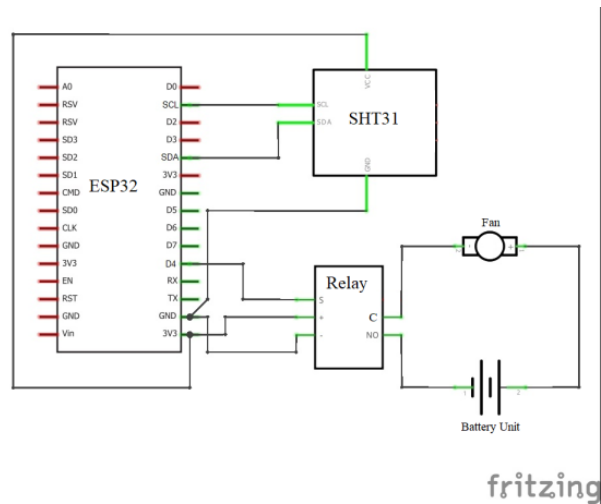 A0
RSV
RSV
SD3
SD2
SD1
CMD
SD0
CLK
GND
3V3
EN
RST
GND
Vin
ESP32
D0
SCL
D2
D3
SDA
3V3
GND
D5
D6
D7
D4
RX
TX
GND
3V3
VCC
SCL
SDA
SHT31
GND
Relay
S
+
-
C
NO
Fan
- +
1 2
Battery Unit
fritzing